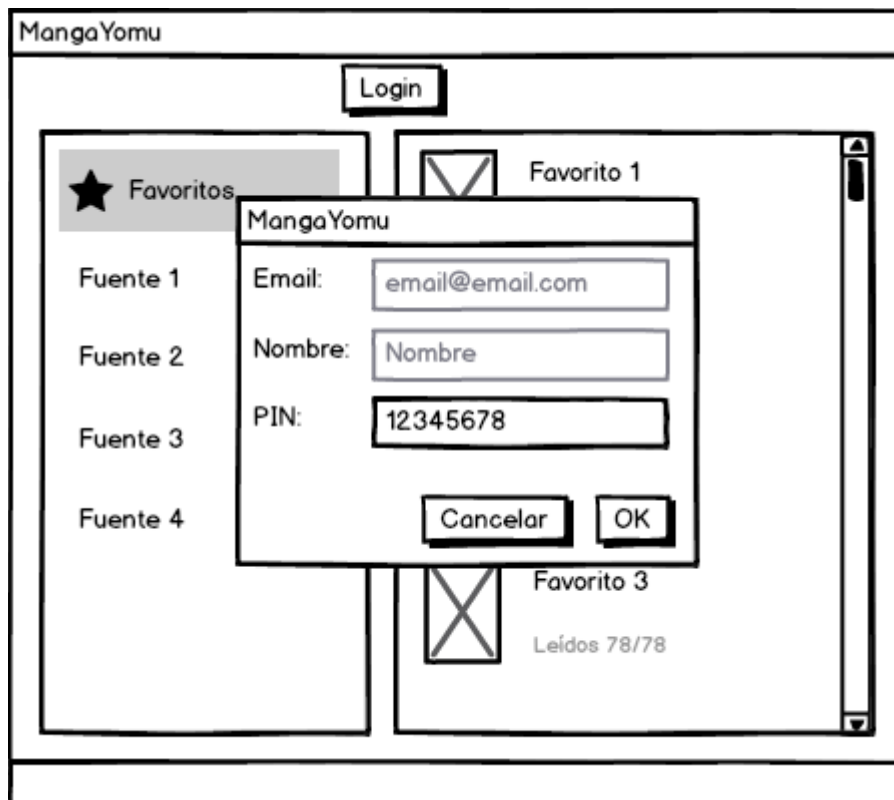 MangaYomu
Login
Favoritos
Fuente 1
Fuente 2
Fuente 3
Fuente 4
Favorito 1
MangaYomu
Email:
email@email.com
Nombre:
Nombre
PIN:
12345678
Cancelar
OK
Favorito 3
Leídos 78/78